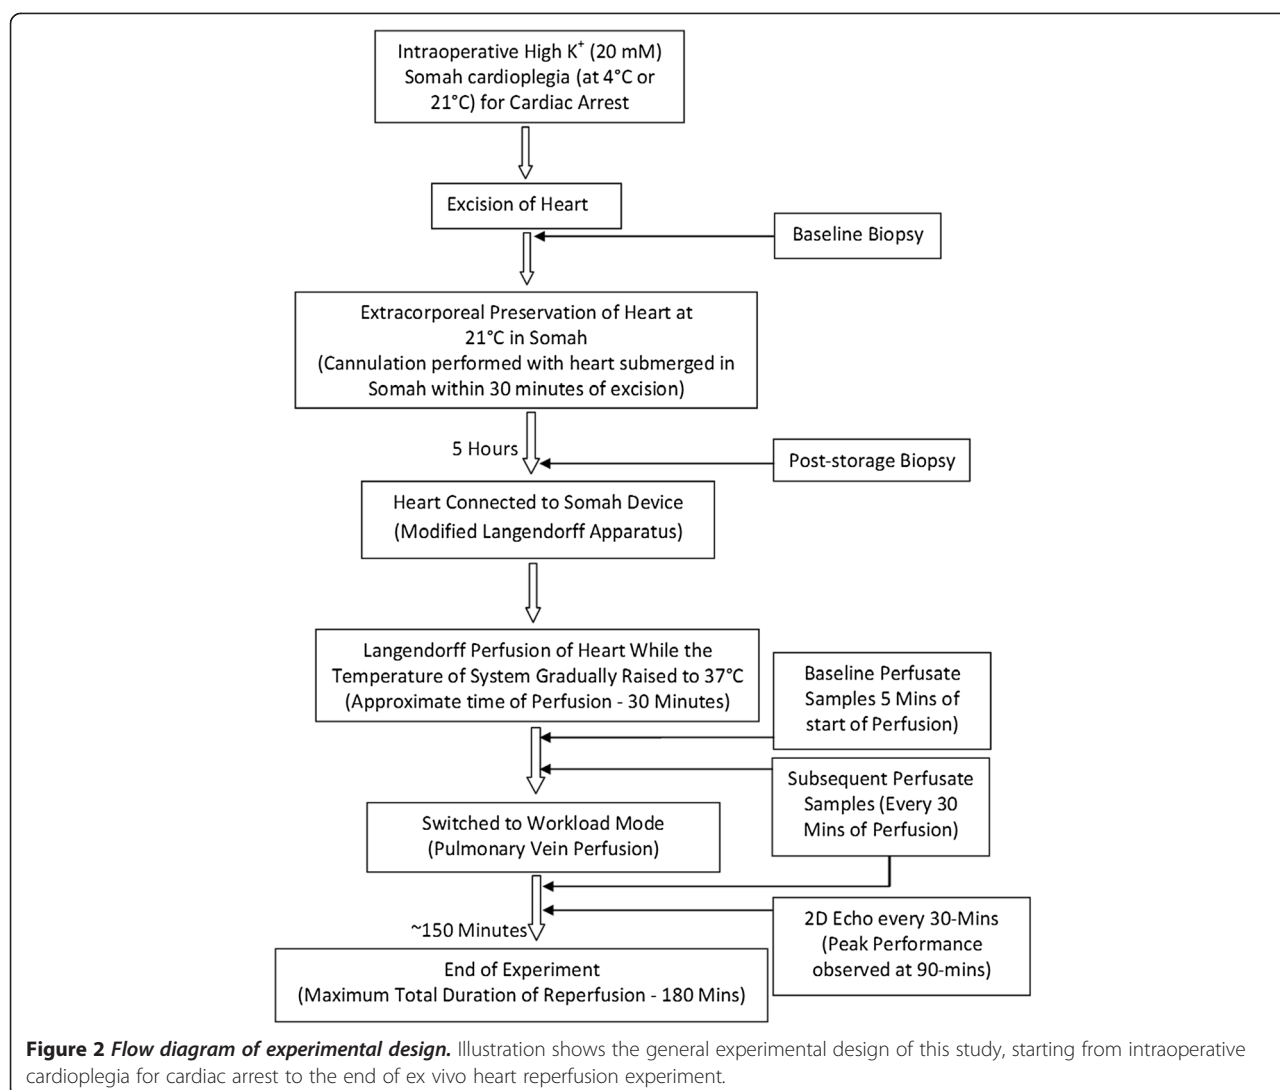 Intraoperative High K⁺ (20 mM)
Somah cardioplegia (at 4°C or
21°C) for Cardiac Arrest
Excision of Heart
Baseline Biopsy
Extracorporeal Preservation of Heart at
21°C in Somah
(Cannulation performed with heart submerged in
Somah within 30 minutes of excision)
5 Hours
Post-storage Biopsy
Heart Connected to Somah Device
(Modified Langendorff Apparatus)
Langendorff Perfusion of Heart While the
Temperature of System Gradually Raised to 37°C
(Approximate time of Perfusion - 30 Minutes)
Baseline Perfusate
Samples 5 Mins of
start of Perfusion)
Subsequent Perfusate
Samples (Every 30
Mins of Perfusion)
Switched to Workload Mode
(Pulmonary Vein Perfusion)
~150 Minutes
2D Echo every 30-Mins
(Peak Performance
observed at 90-mins)
End of Experiment
(Maximum Total Duration of Reperfusion - 180 Mins)
Figure 2 Flow diagram of experimental design. Illustration shows the general experimental design of this study, starting from intraoperative
cardioplegia for cardiac arrest to the end of ex vivo heart reperfusion experiment.